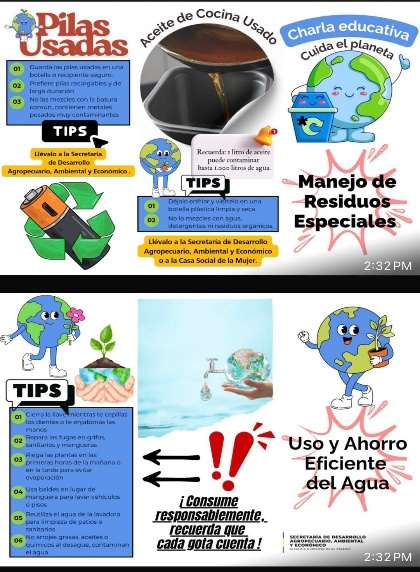 Pilas
Usadas
01 Guarda las pilas usadas en una
botella o recipiente seguro.
02 Prefiere pilas recargables y de
larga duración
03 No las mezcles con la basura
común, contienen metales
pesados muy contaminantes
TIPS
Llévalo a la Secretaría
de Desarrollo
Agropecuario, Ambiental y Económico .
Aceite de Cocina Usado
Recuerda: 1 litro de aceite
puede contaminar
hasta 1.000 litros de agua.
TIPS
01 Déjalo enfriar y viértelo en una
botella plástica limpia y seca
02 No lo mezcles con agua,
detergentes ni residuos orgánicos
Llévalo a la Secretaría de Desarrollo
Agropecuario, Ambiental y Económico
o a la Casa Social de la Mujer.
Charla educativa
Cuida el planeta
Manejo de
Residuos
Especiales
2:32 PM
TIPS
01 Cierra la llave mientras te cepillas
los dientes o te enjabonas las
manos
02 Repara las fugas en grifos,
sanitarios y mangueras
03 Riega las plantas en las
primeras horas de la mañana o
en la tarde para evitar
evaporación
04 Usa baldes en lugar de
manguera para lavar vehículos
o pisos
05 Reutiliza el agua de la lavadora
para limpieza de patios o
sanitarios
06 No arrojes grasas, aceites o
químicos al desagüe, contaminan
el agua
¡ Consume
responsablemente,
recuerda que
cada gota cuenta !
Uso y Ahorro
Eficiente
del Agua
SECRETARÍA DE DESARROLLO
AGROPECUARIO, AMBIENTAL
Y ECONÓMICO
2:32 PM